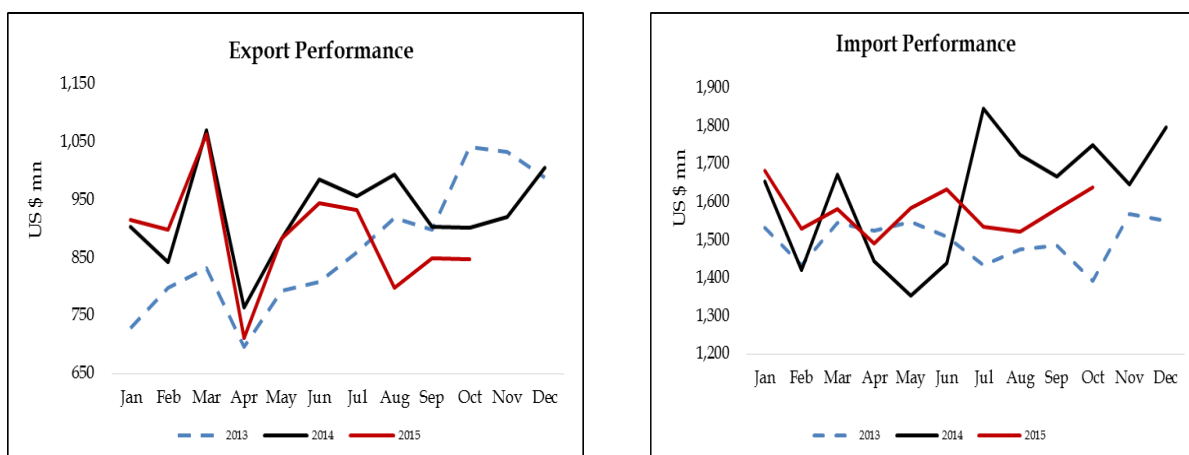 Export Performance
US $ mn
1,150
1,050
950
850
750
650
Jan Feb Mar Apr May Jun Jul Aug Sep Oct Nov Dec
2013 2014 2015
Import Performance
US $ mn
1,900
1,800
1,700
1,600
1,500
1,400
1,300
1,200
Jan Feb Mar Apr May Jun Jul Aug Sep Oct Nov Dec
2013 2014 2015